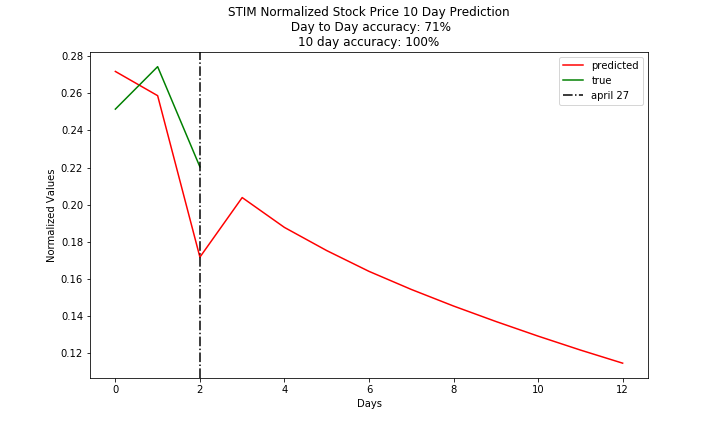 STIM Normalized Stock Price 10 Day Prediction
Day to Day accuracy: 71%
10 day accuracy: 100%
0.28
0.26
0.24
0.22
0.20
0.18
0.16
0.14
0.12
Normalized Values
predicted
true
april 27
0 2 4 6 8 10 12
Days